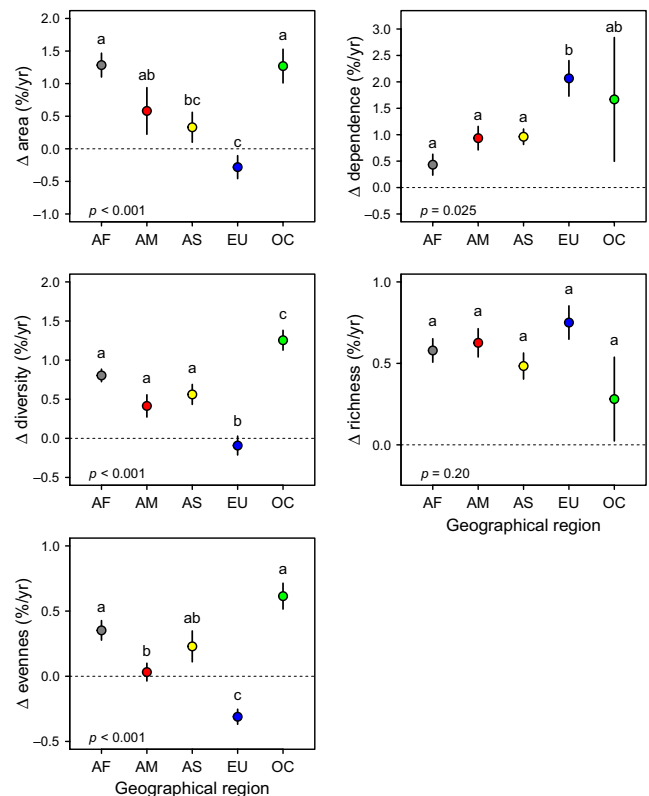 Δ area (%/yr)
2.0
1.5
1.0
0.5
0.0
–0.5
–1.0
a
ab
bc
c
a
p < 0.001
AF AM AS EU OC
Δ dependence (%/yr)
3.0
2.5
2.0
1.5
1.0
0.5
0.0
–0.5
a
a
a
b
ab
p = 0.025
AF AM AS EU OC
Δ diversity (%/yr)
2.0
1.5
1.0
0.5
0.0
–0.5
a
a
a
b
c
p < 0.001
AF AM AS EU OC
Δ richness (%/yr)
1.0
0.5
0.0
a
a
a
a
a
p = 0.20
AF AM AS EU OC
Geographical region
Δ evennes (%/yr)
1.0
0.5
0.0
–0.5
a
b
ab
c
a
p < 0.001
AF AM AS EU OC
Geographical region